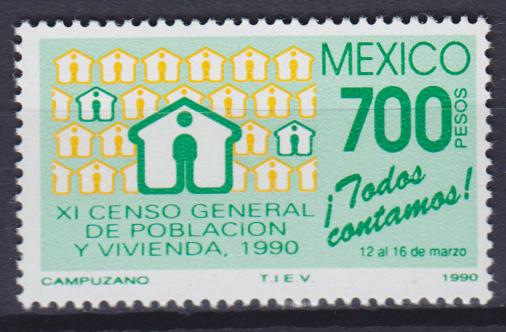 MEXICO
700
PESOS
XI CENSO GENERAL
DE POBLACION
Y VIVIENDA, 1990
¡Todos
contamos!
12 al 16 de marzo
CAMPUZANO T.I.E.V. 1990